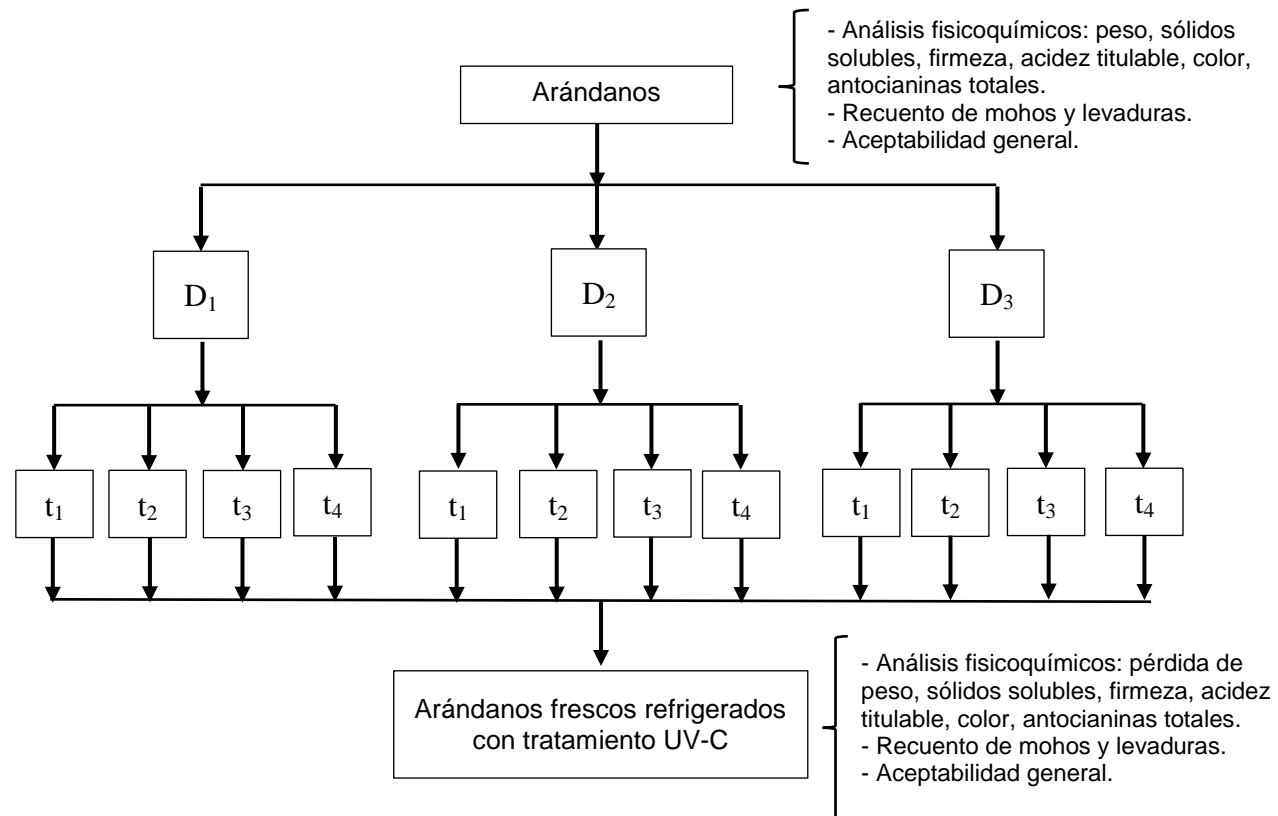 - Análisis fisicoquímicos: peso, sólidos
solubles, firmeza, acidez titulable, color,
antocianinas totales.
- Recuento de mohos y levaduras.
- Aceptabilidad general.
Arándanos
D₁ D₂ D₃
t₁ t₂ t₃ t₄ t₁ t₂ t₃ t₄ t₁ t₂ t₃ t₄
Arándanos frescos refrigerados
con tratamiento UV-C
- Análisis fisicoquímicos: pérdida de
peso, sólidos solubles, firmeza, acidez
titulable, color, antocianinas totales.
- Recuento de mohos y levaduras.
- Aceptabilidad general.